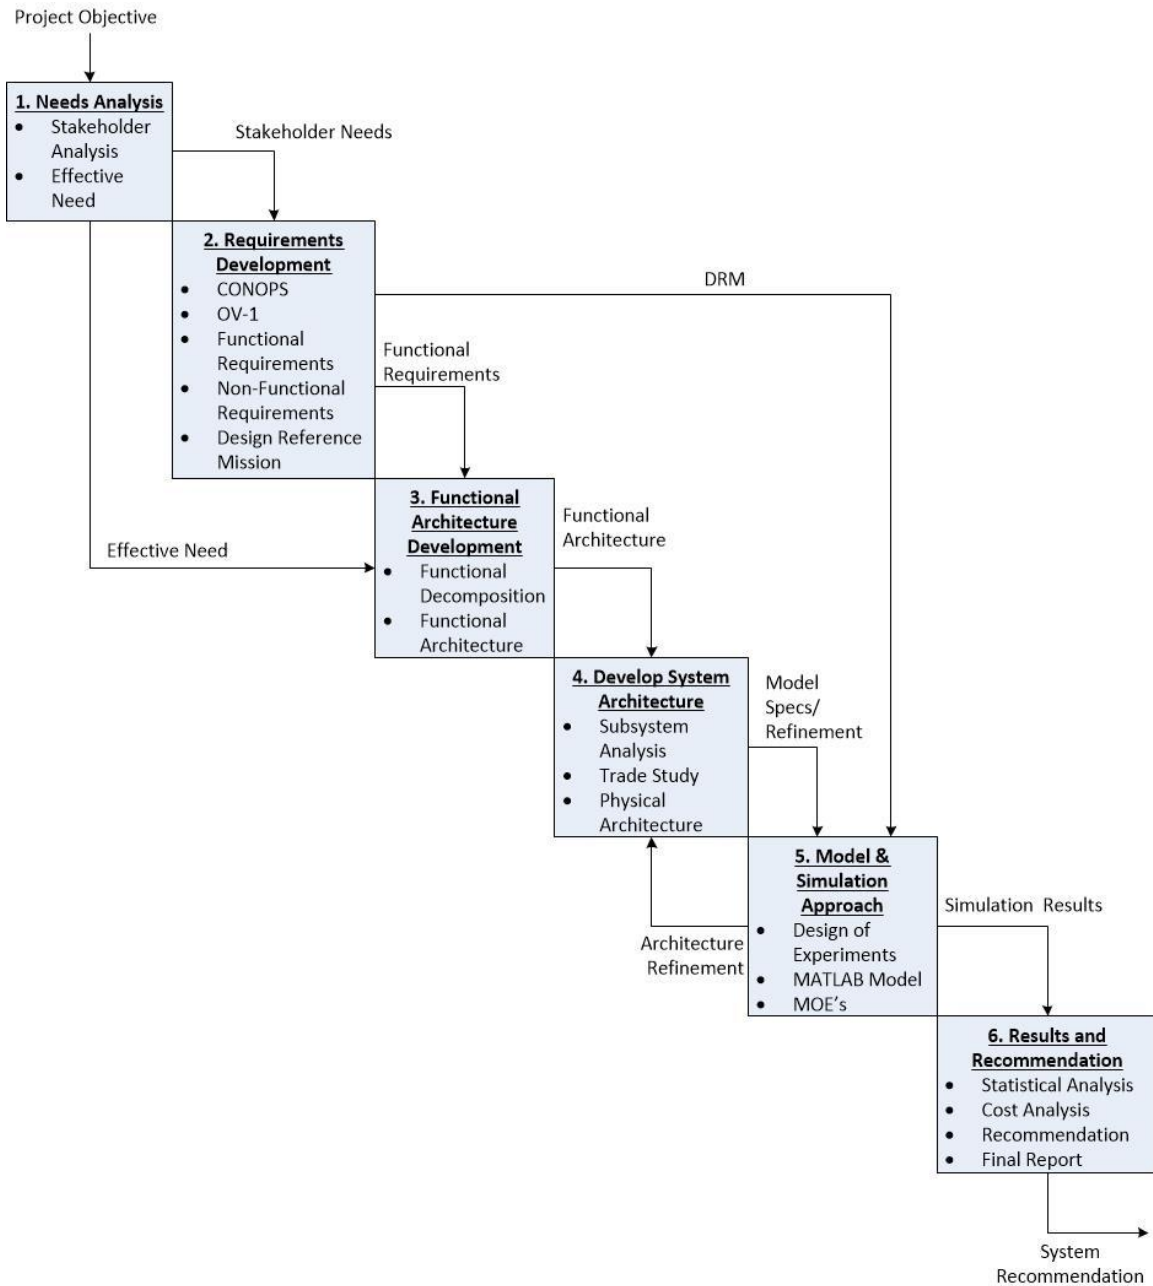 Project Objective
1. Needs Analysis
• Stakeholder
Analysis
• Effective
Need
Stakeholder Needs
2. Requirements
Development
• CONOPS
• OV-1
• Functional
Requirements
• Non-Functional
Requirements
• Design Reference
Mission
DRM
Functional
Requirements
Effective Need
3. Functional
Architecture
Development
• Functional
Decomposition
• Functional
Architecture
Functional
Architecture
4. Develop System
Architecture
• Subsystem
Analysis
• Trade Study
• Physical
Architecture
Model
Specs/
Refinement
Architecture
Refinement
5. Model &
Simulation
Approach
• Design of
Experiments
• MATLAB Model
• MOE's
Simulation Results
6. Results and
Recommendation
• Statistical Analysis
• Cost Analysis
• Recommendation
• Final Report
System
Recommendation